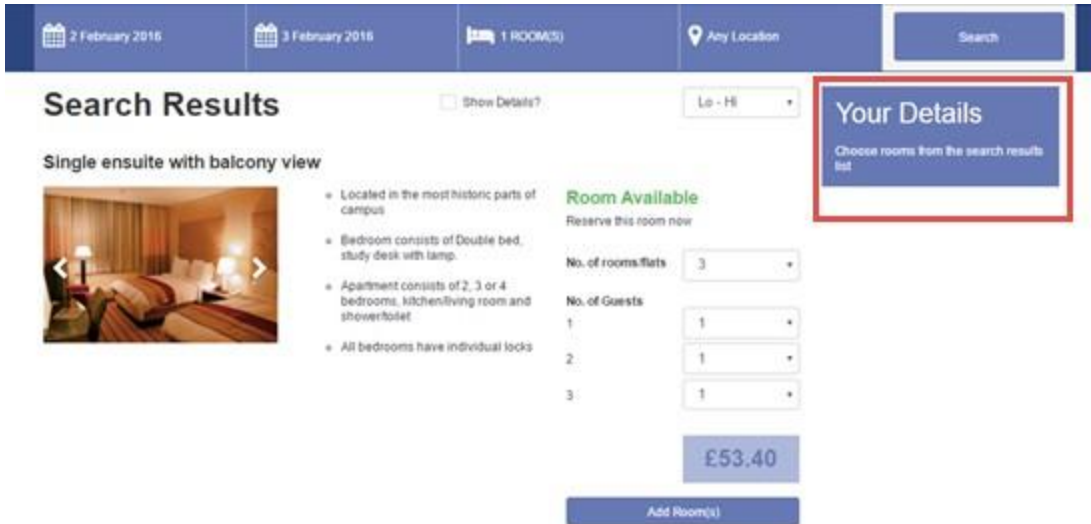 2 February 2016
3 February 2016
1 ROOM(S)
Any Location
Search
Search Results
Show Details?
Lo - Hi
Your Details
Choose rooms from the search results
list
Single ensuite with balcony view
Located in the most historic parts of
campus
Bedroom consists of Double bed,
study desk with lamp.
Apartment consists of 2, 3 or 4
bedrooms, kitchen/living room and
shower/toilet
All bedrooms have individual locks
Room Available
Reserve this room now
No. of rooms/flats
3
No. of Guests
1
1
2
1
3
1
£53.40
Add Room(s)